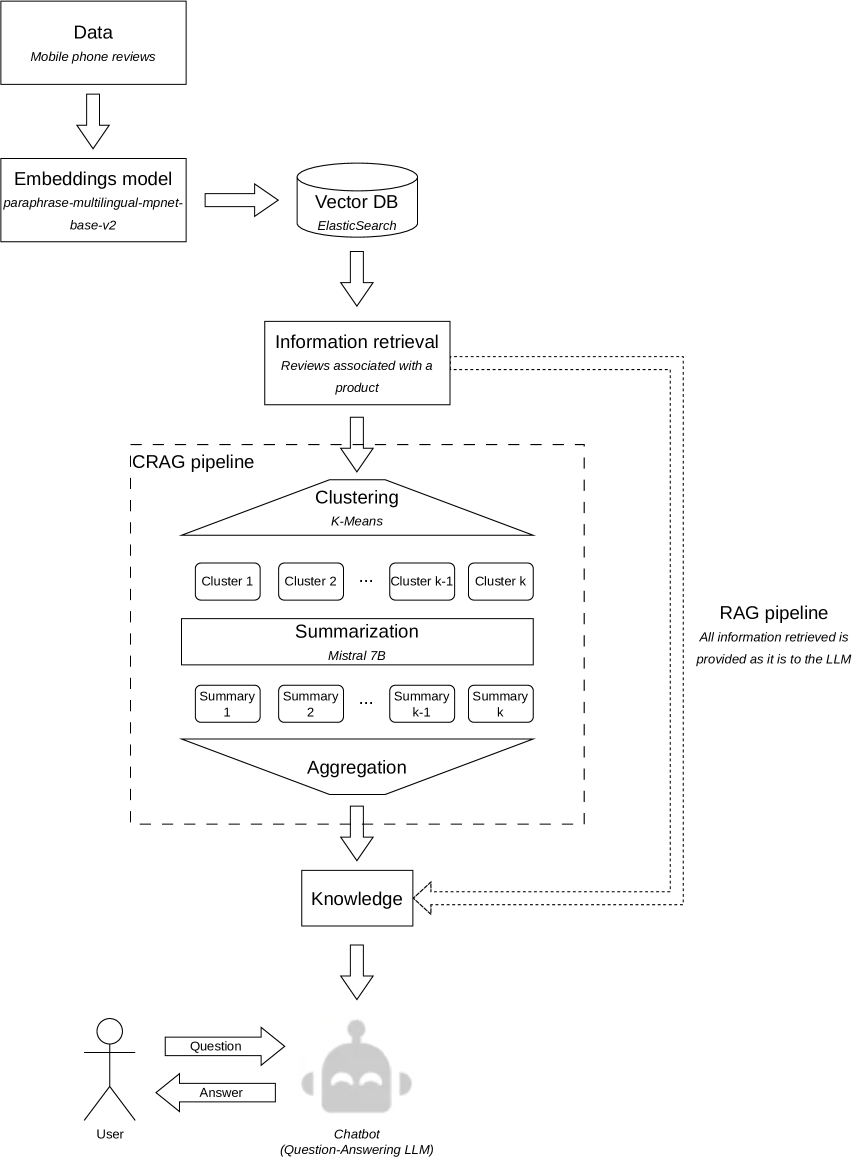 Data
Mobile phone reviews
Embeddings model
paraphrase-multilingual-mpnet-
base-v2
Vector DB
ElasticSearch
Information retrieval
Reviews associated with a
product
CRAG pipeline
Clustering
K-Means
Cluster 1
Cluster 2
...
Cluster k-1
Cluster k
Summarization
Mistral 7B
Summary
1
Summary
2
...
Summary
k-1
Summary
k
Aggregation
RAG pipeline
All information retrieved is
provided as it is to the LLM
Knowledge
Question
Answer
User
Chatbot
(Question-Answering LLM)